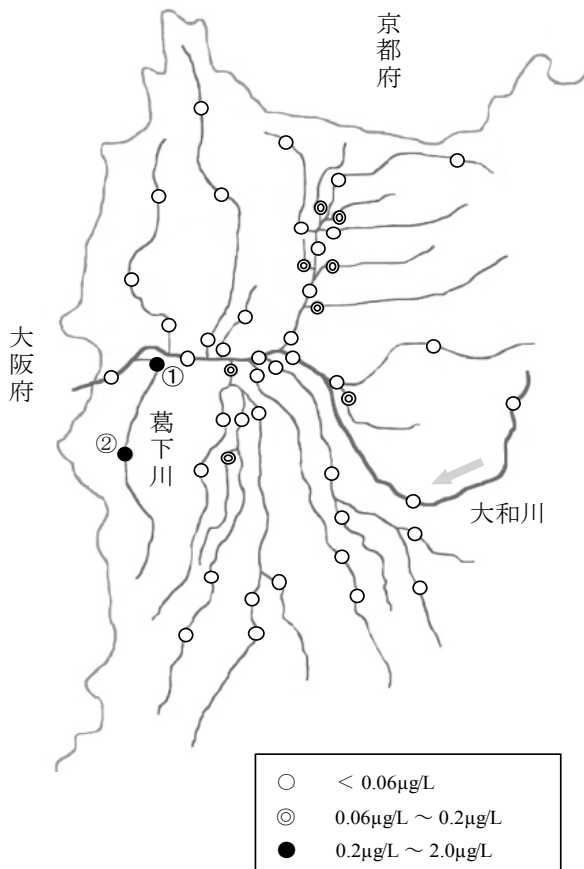 京都府
大阪府
①
②
葛下川
大和川
○ < 0.06µg/L
◎ 0.06µg/L ～ 0.2µg/L
● 0.2µg/L ～ 2.0µg/L